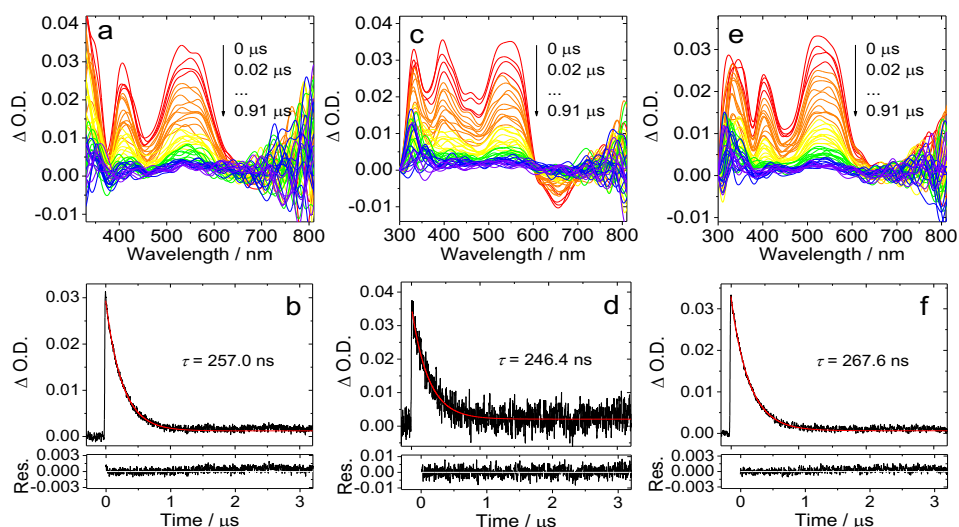 a
0 μs
0.02 μs
...
0.91 μs
Δ O.D.
0.04
0.03
0.02
0.01
0.00
-0.01
400 500 600 700 800
Wavelength / nm
c
0 μs
0.02 μs
...
0.91 μs
Δ O.D.
0.04
0.03
0.02
0.01
0.00
-0.01
300 400 500 600 700 800
Wavelength / nm
e
0 μs
0.02 μs
...
0.91 μs
Δ O.D.
0.03
0.02
0.01
0.00
-0.01
300 400 500 600 700 800
Wavelength / nm
b
τ = 257.0 ns
Δ O.D.
0.03
0.02
0.01
0.00
Res.
0.003
0.000
-0.003
0 1 2 3
Time / μs
d
τ = 246.4 ns
Δ O.D.
0.04
0.03
0.02
0.01
0.00
Res.
0.01
0.00
-0.01
0 1 2 3
Time / μs
f
τ = 267.6 ns
Δ O.D.
0.03
0.02
0.01
0.00
Res.
0.003
0.000
-0.003
0 1 2 3
Time / μs